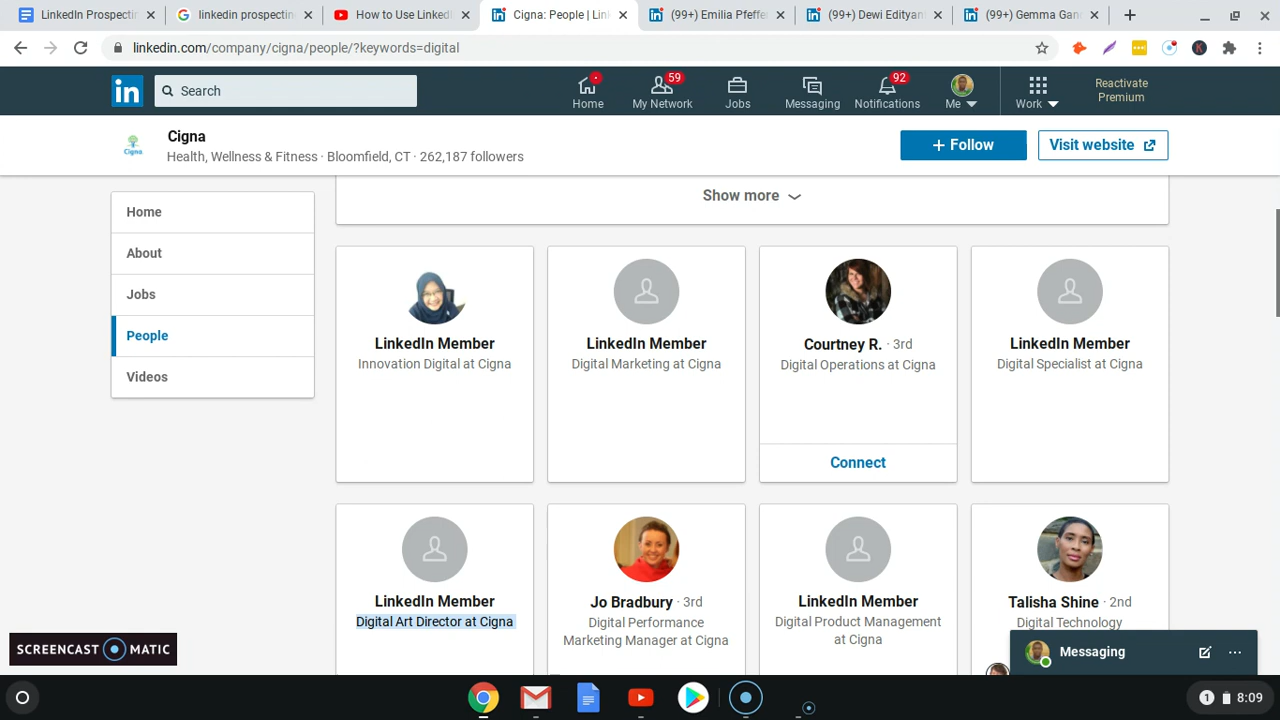 LinkedIn Prospecti
linkedin prospecting
How to Use Linked
Cigna: People | Link
(99+) Emilia Pfeffer
(99+) Dewi Edityan
(99+) Gemma Gann
linkedin.com/company/cigna/people/?keywords=digital
K
in
Search
Home
59
My Network
Jobs
Messaging
92
Notifications
Me
Work
Reactivate
Premium
Cigna
Cigna
Health, Wellness & Fitness · Bloomfield, CT · 262,187 followers
+ Follow
Visit website
Show more
Home
About
Jobs
People
Videos
LinkedIn Member
Innovation Digital at Cigna
LinkedIn Member
Digital Marketing at Cigna
Courtney R. · 3rd
Digital Operations at Cigna
Connect
LinkedIn Member
Digital Specialist at Cigna
LinkedIn Member
Digital Art Director at Cigna
Jo Bradbury · 3rd
Digital Performance
Marketing Manager at Cigna
LinkedIn Member
Digital Product Management
at Cigna
Talisha Shine · 2nd
Digital Technology
Messaging
SCREENCAST MATIC
1
8:09